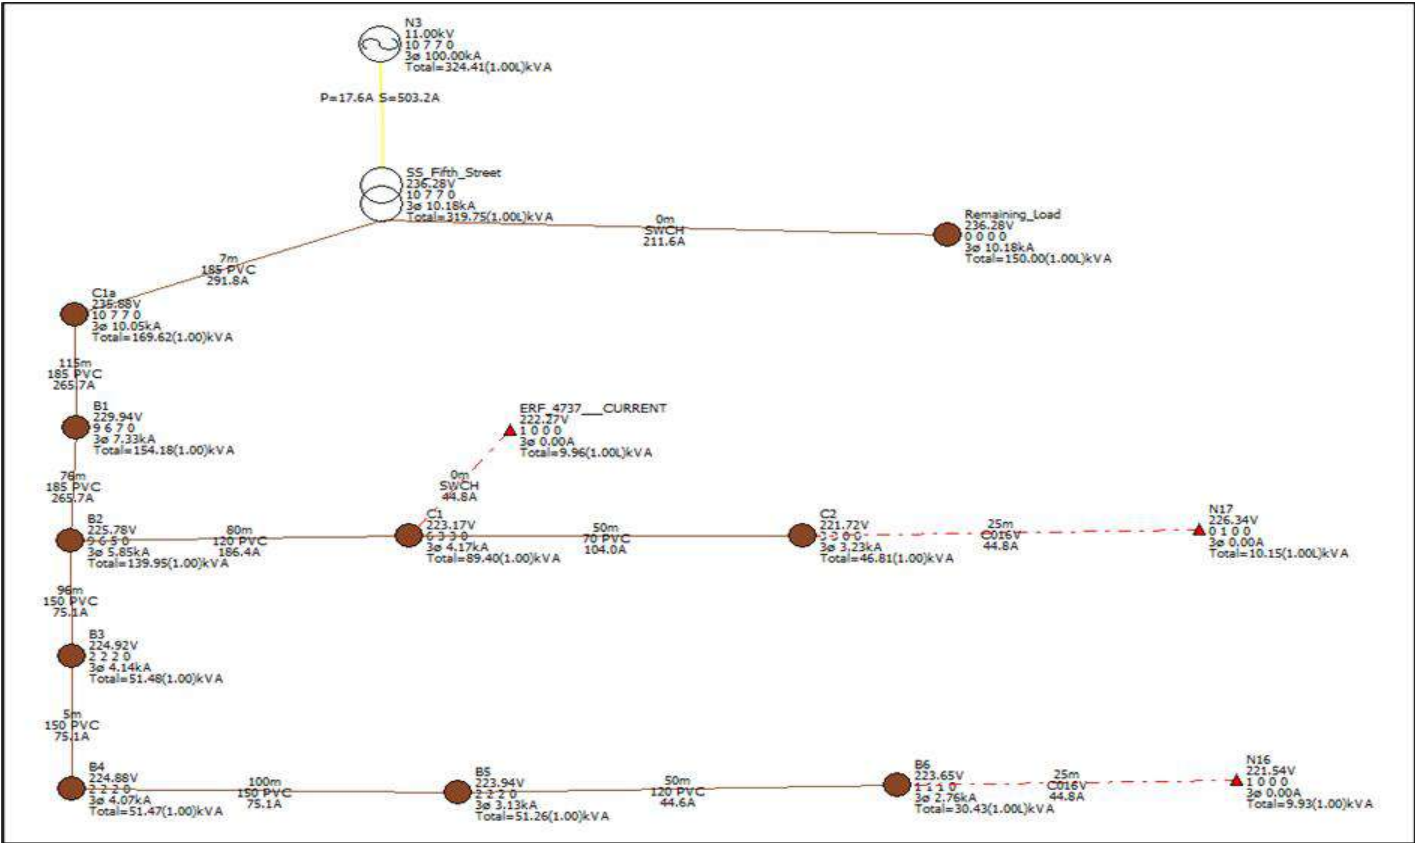 N3
11.00kV
10 7 7 0
3ø 100.00kA
Total=324.41(1.00L)kVA
P=17.6A S=503.2A
SS_Fifth_Street
236.28V
10 7 7 0
3ø 10.18kA
Total=319.75(1.00L)kVA
0m
SWCH
211.6A
Remaining_Load
236.28V
0 0 0 0
3ø 10.18kA
Total=150.00(1.00L)kVA
7m
185 PVC
291.8A
C1a
235.88V
10 7 7 0
3ø 10.05kA
Total=169.62(1.00)kVA
115m
185 PVC
265.7A
B1
229.94V
9 6 7 0
3ø 7.33kA
Total=154.18(1.00)kVA
ERF_4737___CURRENT
222.27V
1 0 0 0
3ø 0.00A
Total=9.96(1.00L)kVA
0m
SWCH
44.8A
76m
185 PVC
265.7A
B2
225.78V
9 6 5 0
3ø 5.85kA
Total=139.95(1.00)kVA
80m
120 PVC
186.4A
C1
223.17V
6 3 3 0
3ø 4.17kA
Total=89.40(1.00)kVA
50m
70 PVC
104.0A
C2
221.72V
3ø 3.23kA
Total=46.81(1.00)kVA
25m
C016V
44.8A
N17
226.34V
0 1 0 0
3ø 0.00A
Total=10.15(1.00L)kVA
96m
150 PVC
75.1A
B3
224.92V
2 2 2 0
3ø 4.14kA
Total=51.48(1.00)kVA
5m
150 PVC
75.1A
B4
224.88V
2 2 2 0
3ø 4.07kA
Total=51.47(1.00)kVA
100m
150 PVC
75.1A
B5
223.94V
2 2 2 0
3ø 3.13kA
Total=51.26(1.00)kVA
50m
120 PVC
44.6A
B6
223.65V
1 1 1 0
3ø 2.76kA
Total=30.43(1.00L)kVA
25m
C016V
44.8A
N16
221.54V
1 0 0 0
3ø 0.00A
Total=9.93(1.00)kVA